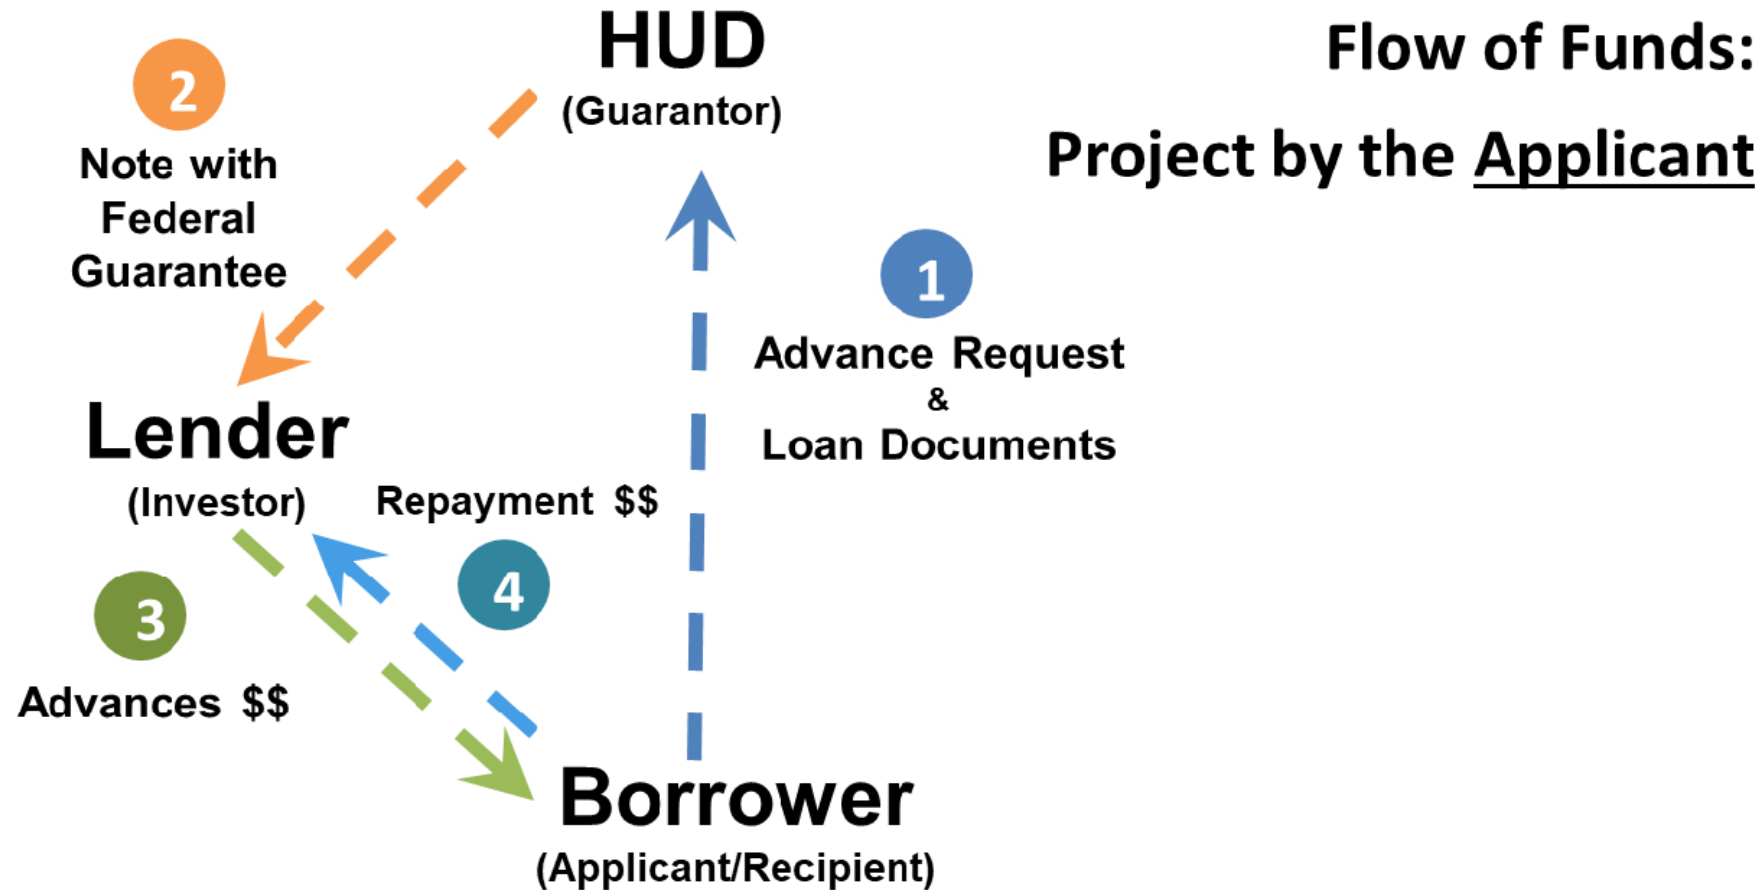 HUD
(Guarantor)
Flow of Funds:
Project by the Applicant
2
Note with
Federal
Guarantee
1
Advance Request
&
Loan Documents
Lender
(Investor)
Repayment $$
4
3
Advances $$
Borrower
(Applicant/Recipient)